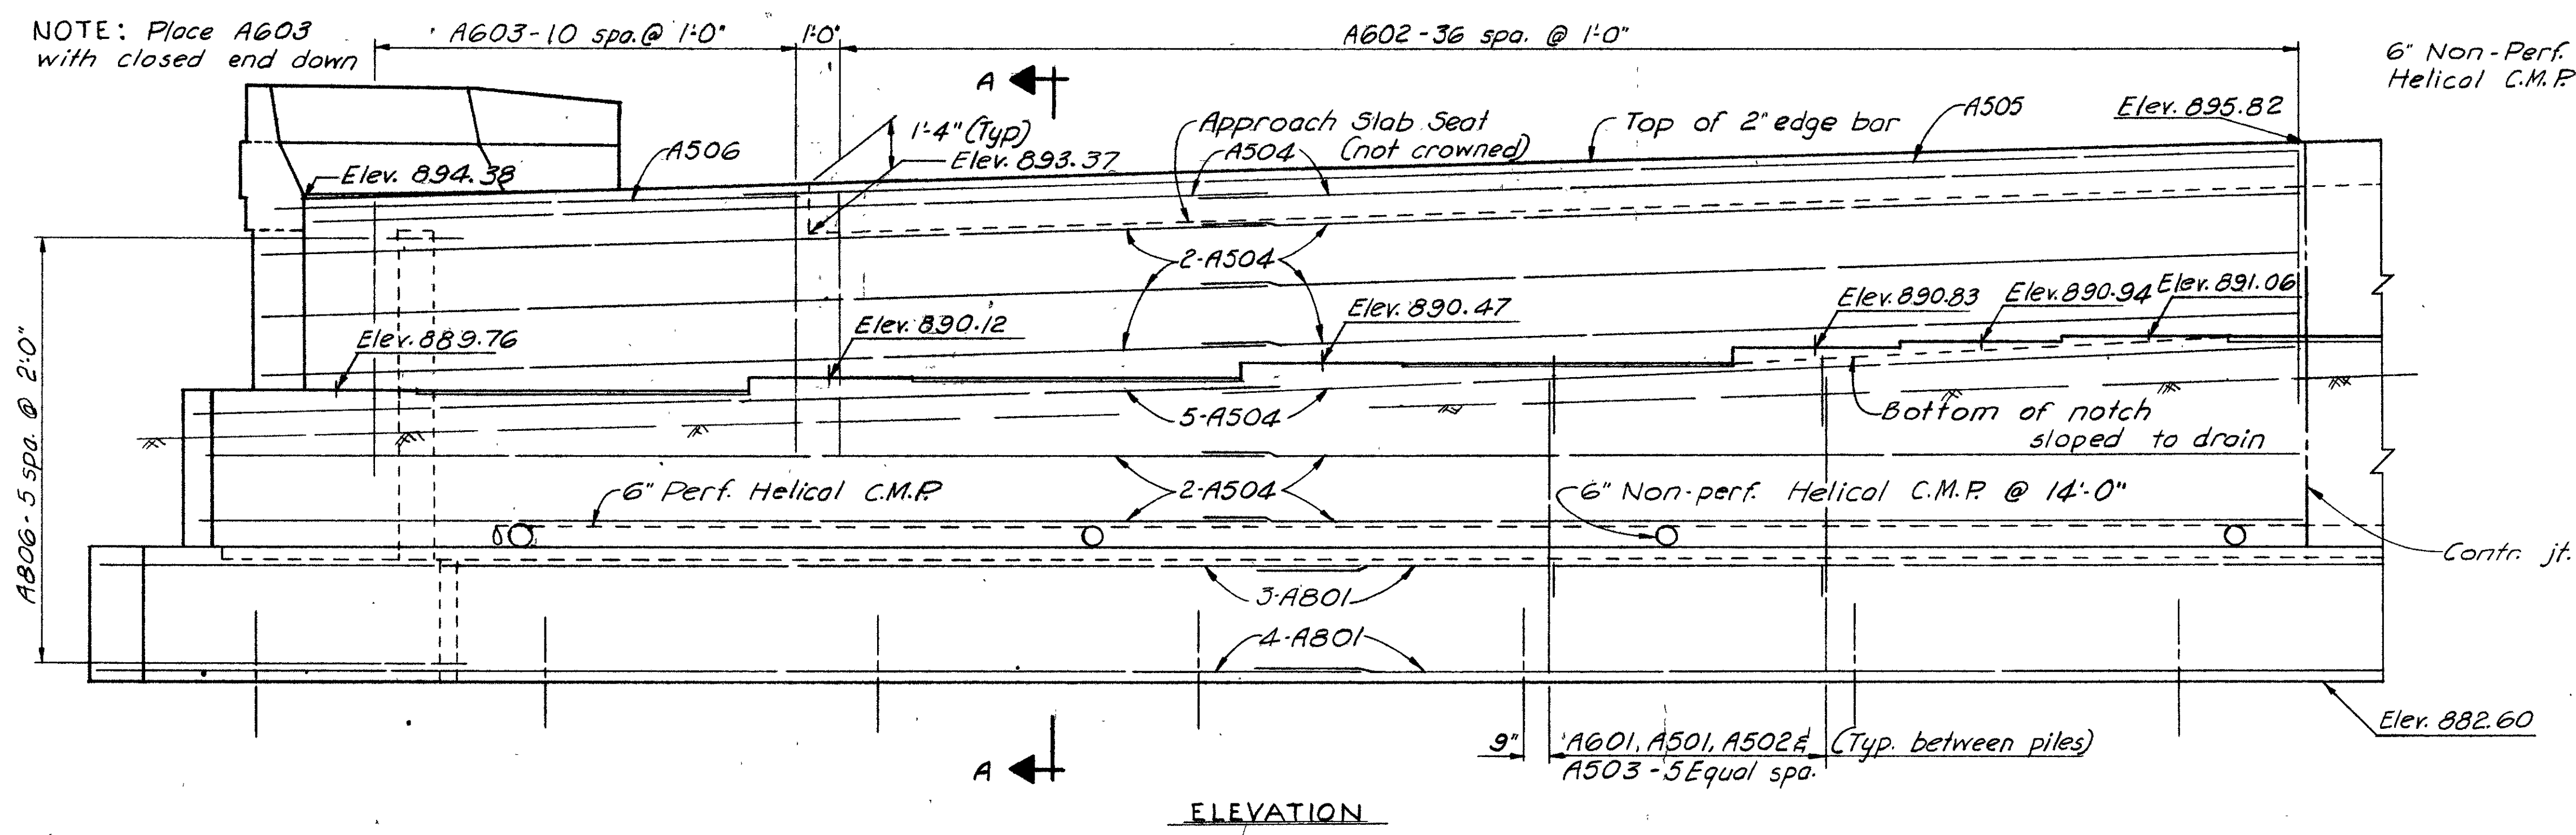 NOTE: Place A603
with closed end down
A603-10 spa.@ 1'-0"
1'-0"
A602-36 spa. @ 1'-0"
6" Non-Perf.
Helical C.M.P.
A
1'-4" (Typ)
Approach Slab Seat
(not crowned)
Top of 2" edge bar
A505
Elev. 895.82
A506
Elev. 893.37
A504
Elev. 894.38
2-A504
Elev. 889.76
Elev. 890.12
Elev. 890.47
Elev. 890.83
Elev. 890.94
Elev. 891.06
A806-5 spa. @ 2'-0"
5-A504
Bottom of notch
sloped to drain
6" Perf. Helical C.M.P.
2-A504
6" Non-perf. Helical C.M.P. @ 14'-0"
Contr. jt.
3-A801
4-A801
Elev. 882.60
9"
A601, A501, A502 &
A503-5 Equal spa.
(Typ. between piles)
A
ELEVATION